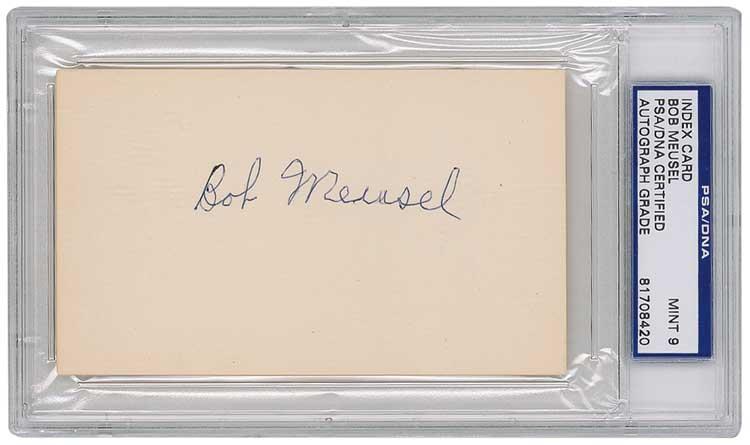 Bob Meusel
INDEX CARD
BOB MEUSEL
PSA/DNA CERTIFIED
AUTOGRAPH GRADE
MINT 9
81708420
PSA/DNA